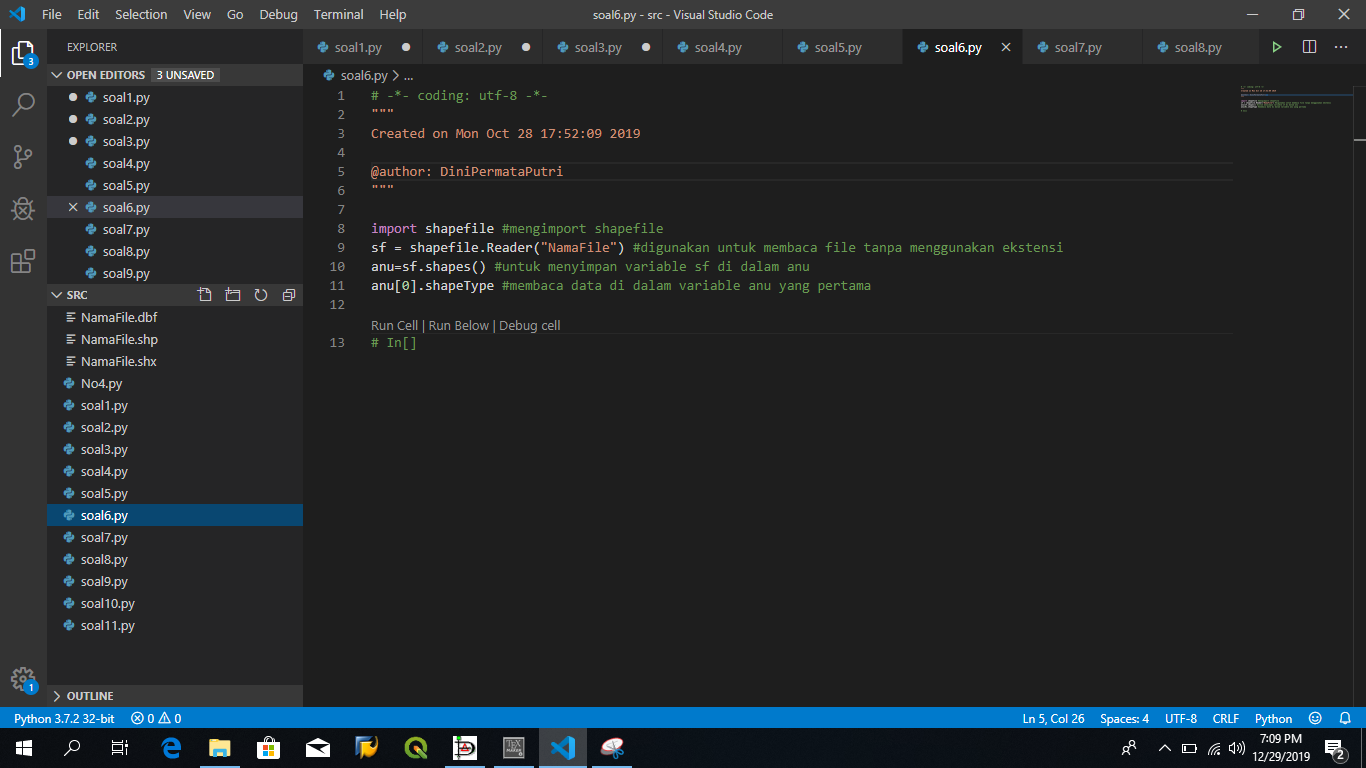 File Edit Selection View Go Debug Terminal Help
soal6.py - src - Visual Studio Code
3
EXPLORER
OPEN EDITORS 3 UNSAVED
soal1.py
soal2.py
soal3.py
soal4.py
soal5.py
soal6.py
soal7.py
soal8.py
soal9.py
SRC
NamaFile.dbf
NamaFile.shp
NamaFile.shx
No4.py
soal1.py
soal2.py
soal3.py
soal4.py
soal5.py
soal6.py
soal7.py
soal8.py
soal9.py
soal10.py
soal11.py
OUTLINE
1
soal1.py soal2.py soal3.py soal4.py soal5.py soal6.py soal7.py soal8.py
soal6.py > ...
1 # -*- coding: utf-8 -*-
2 """
3 Created on Mon Oct 28 17:52:09 2019
4
5 @author: DiniPermataPutri
6 """
7
8 import shapefile #mengimport shapefile
9 sf = shapefile.Reader("NamaFile") #digunakan untuk membaca file tanpa menggunakan ekstensi
10 anu=sf.shapes() #untuk menyimpan variable sf di dalam anu
11 anu[0].shapeType #membaca data di dalam variable anu yang pertama
12
Run Cell | Run Below | Debug cell
13 # In[]
Python 3.7.2 32-bit 0 0 Ln 5, Col 26 Spaces: 4 UTF-8 CRLF Python
7:09 PM
12/29/2019
2